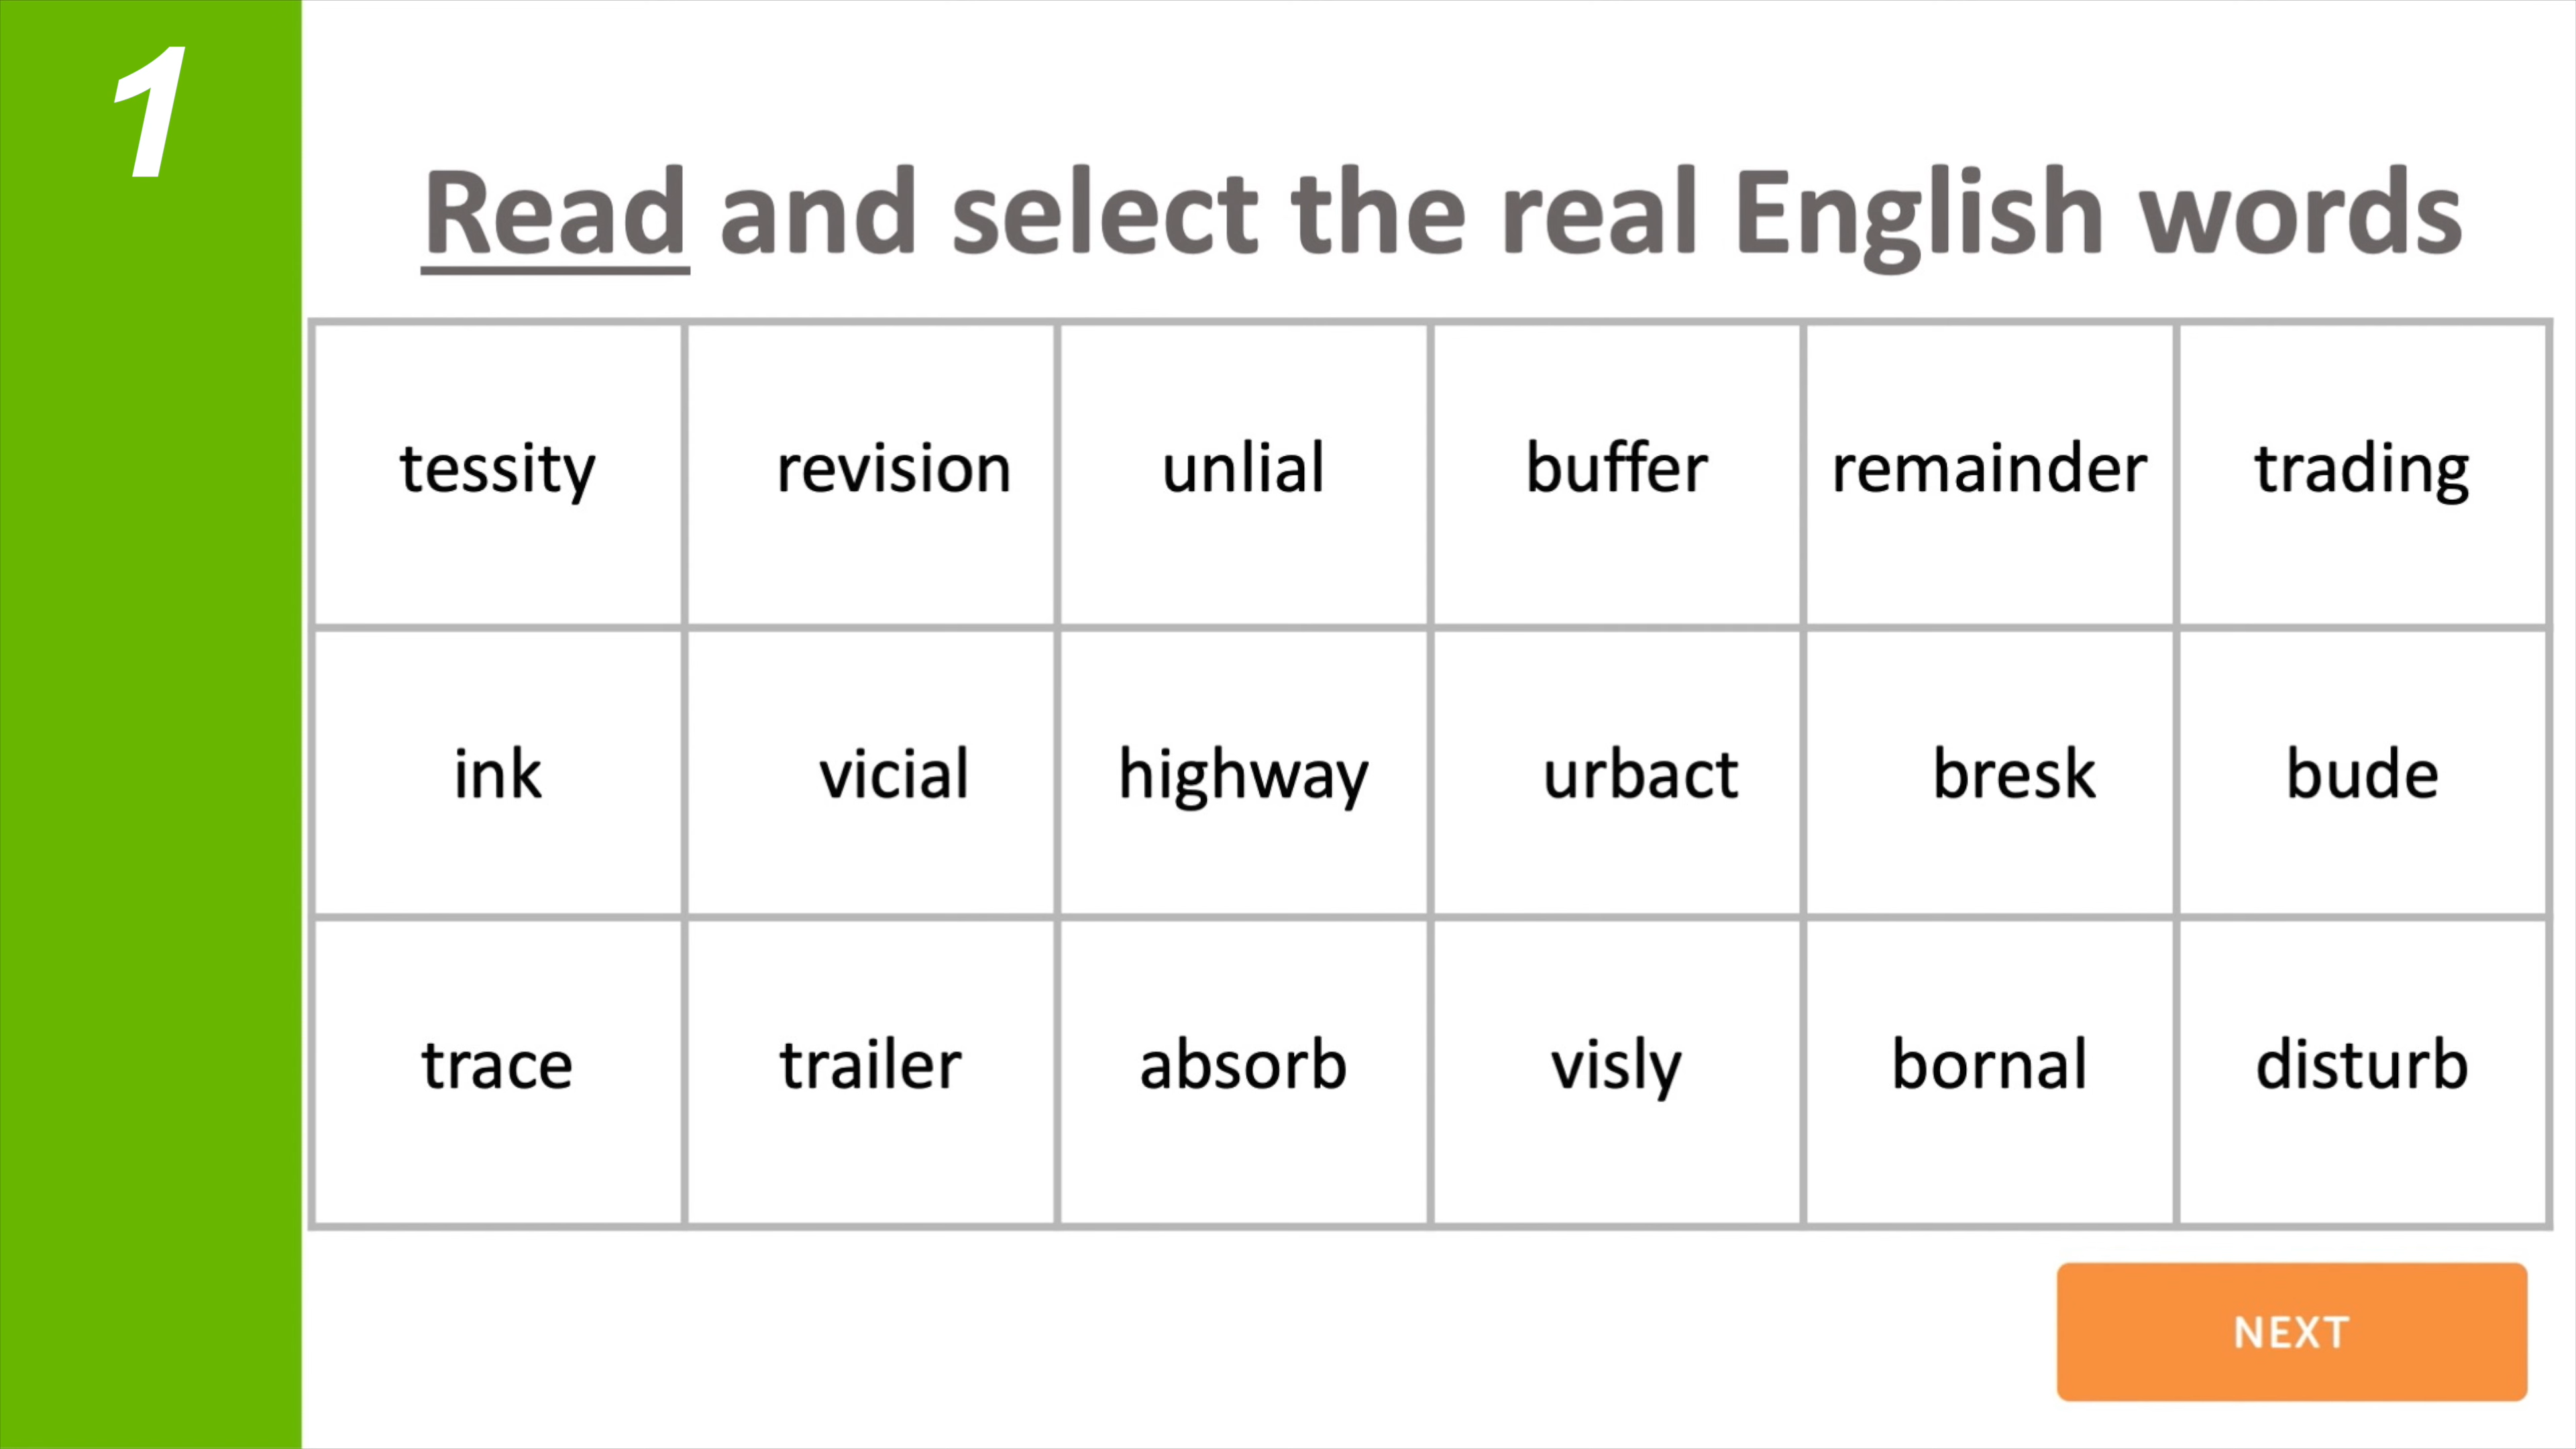 1
Read and select the real English words
tessity revision unlial buffer remainder trading
ink vicial highway urbact bresk bude
trace trailer absorb visly bornal disturb
NEXT